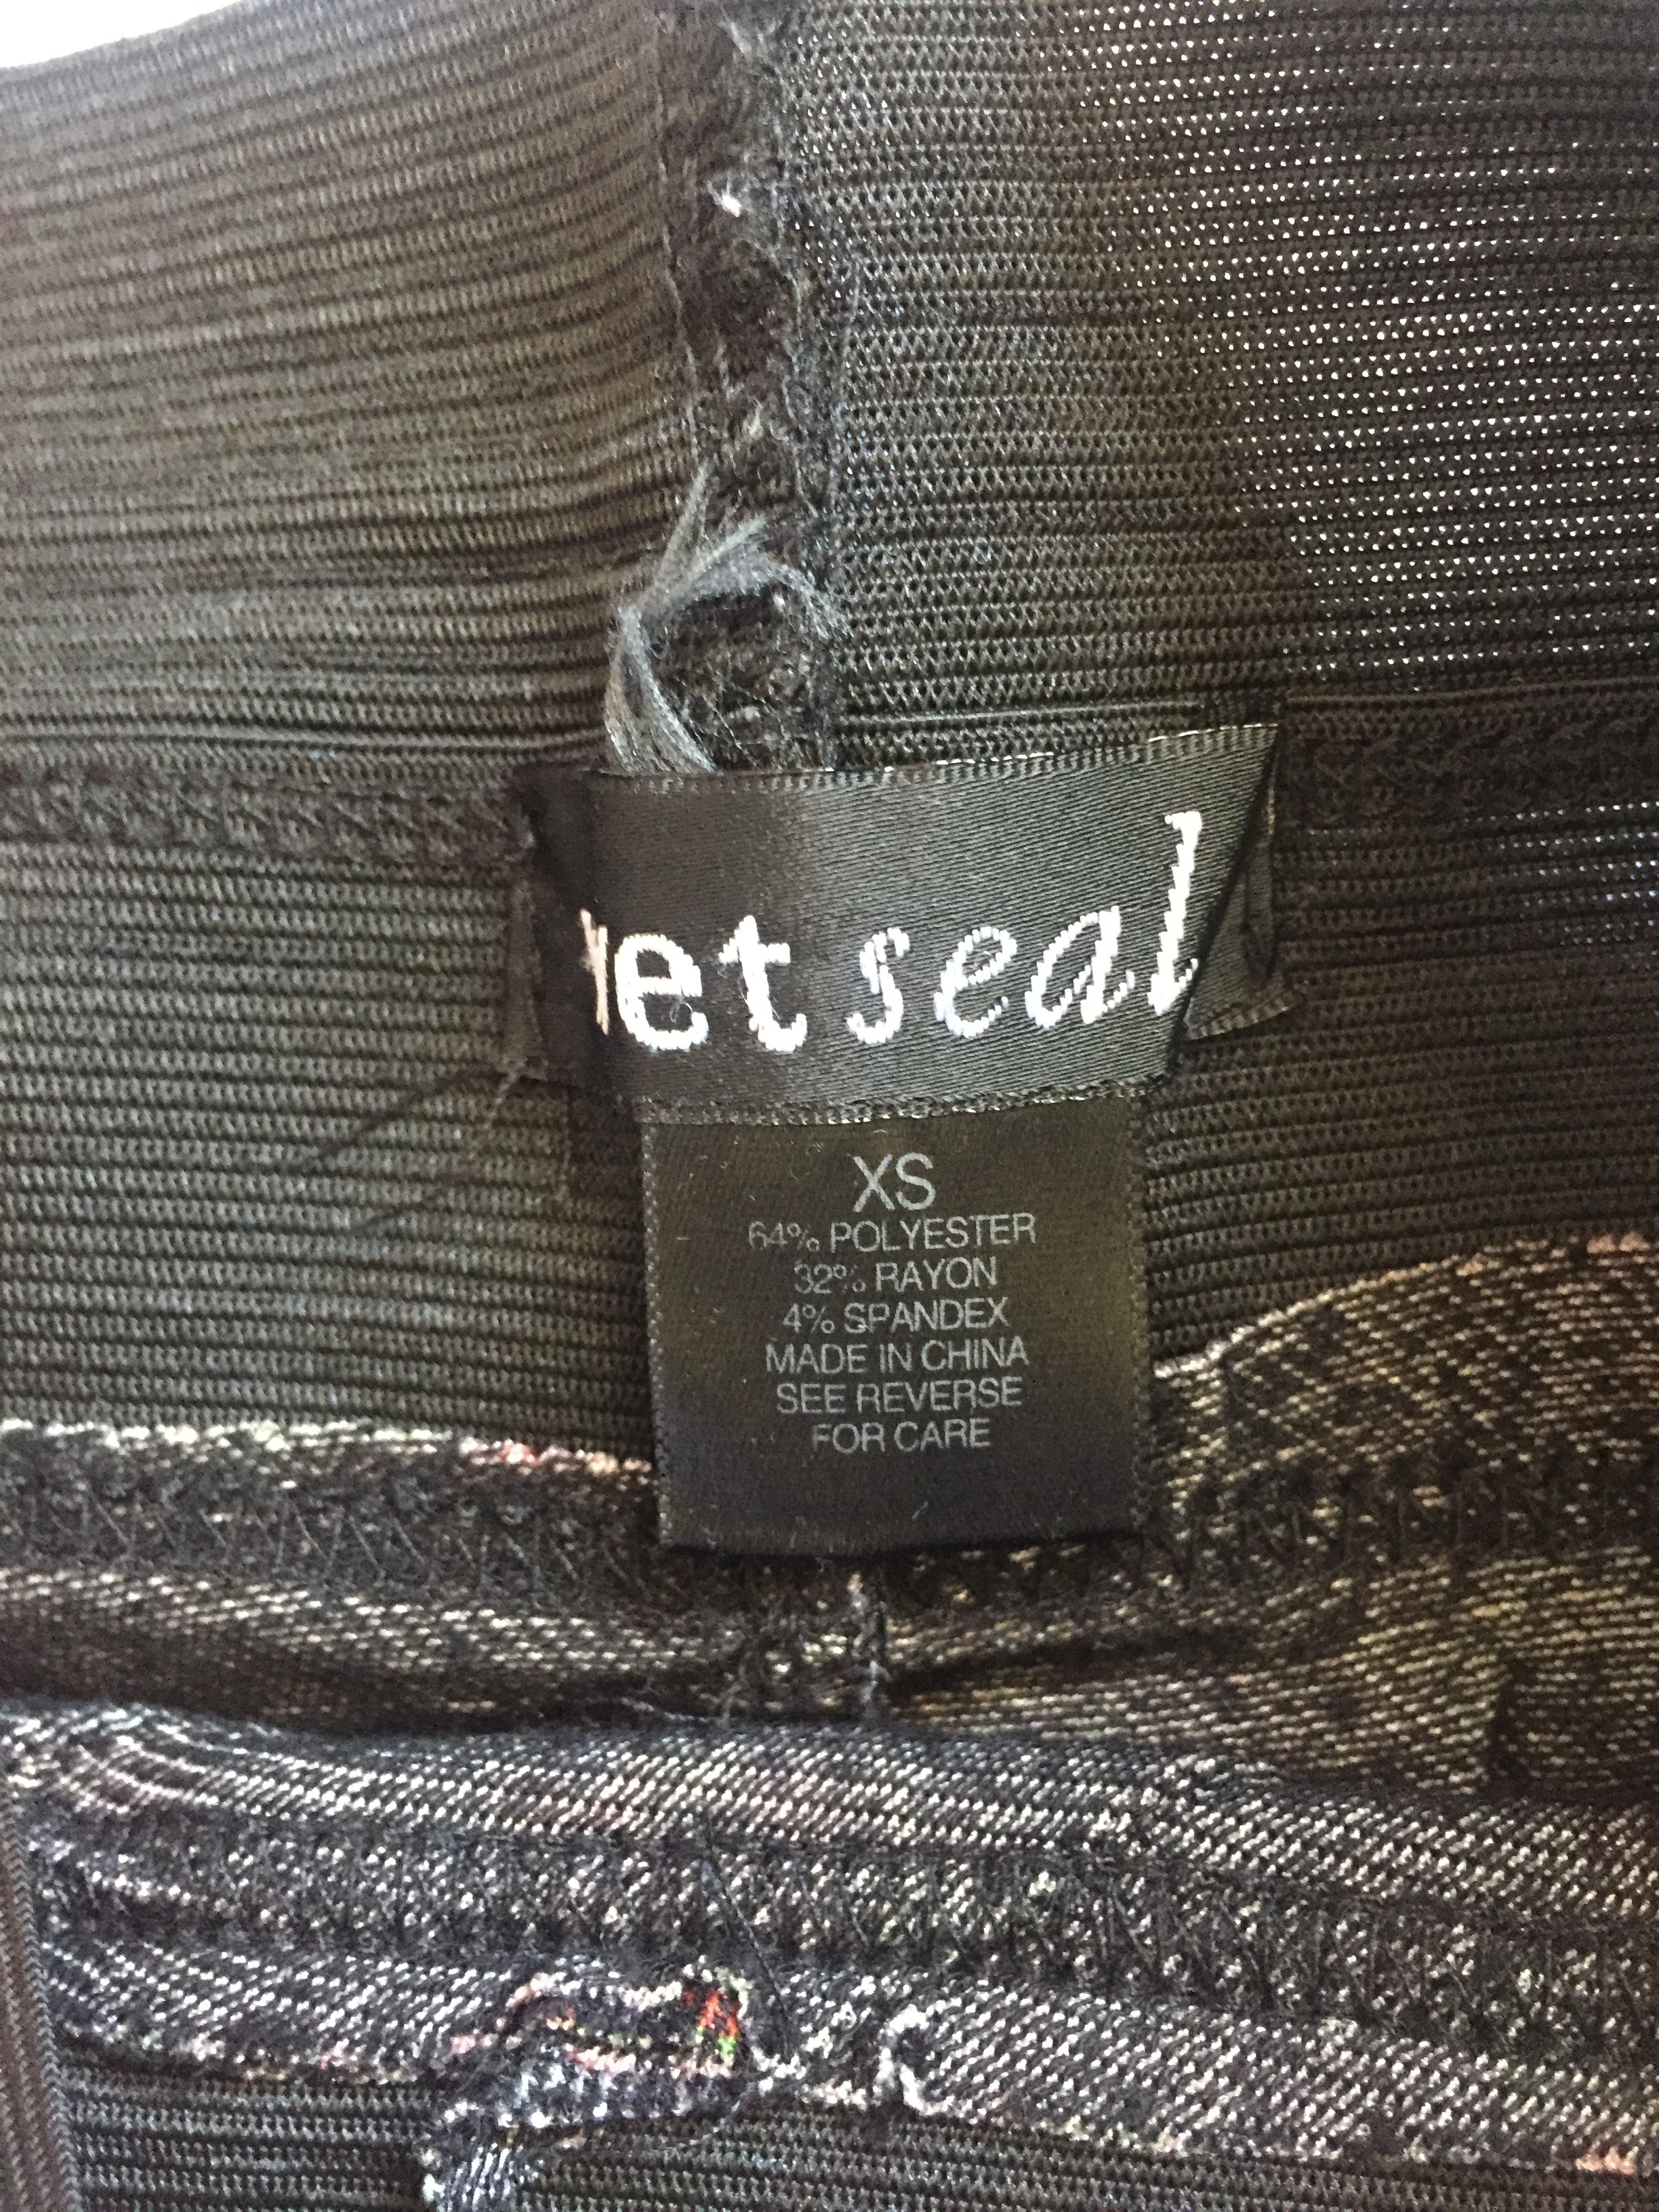 et seal
XS
64% POLYESTER
32% RAYON
4% SPANDEX
MADE IN CHINA
SEE REVERSE
FOR CARE